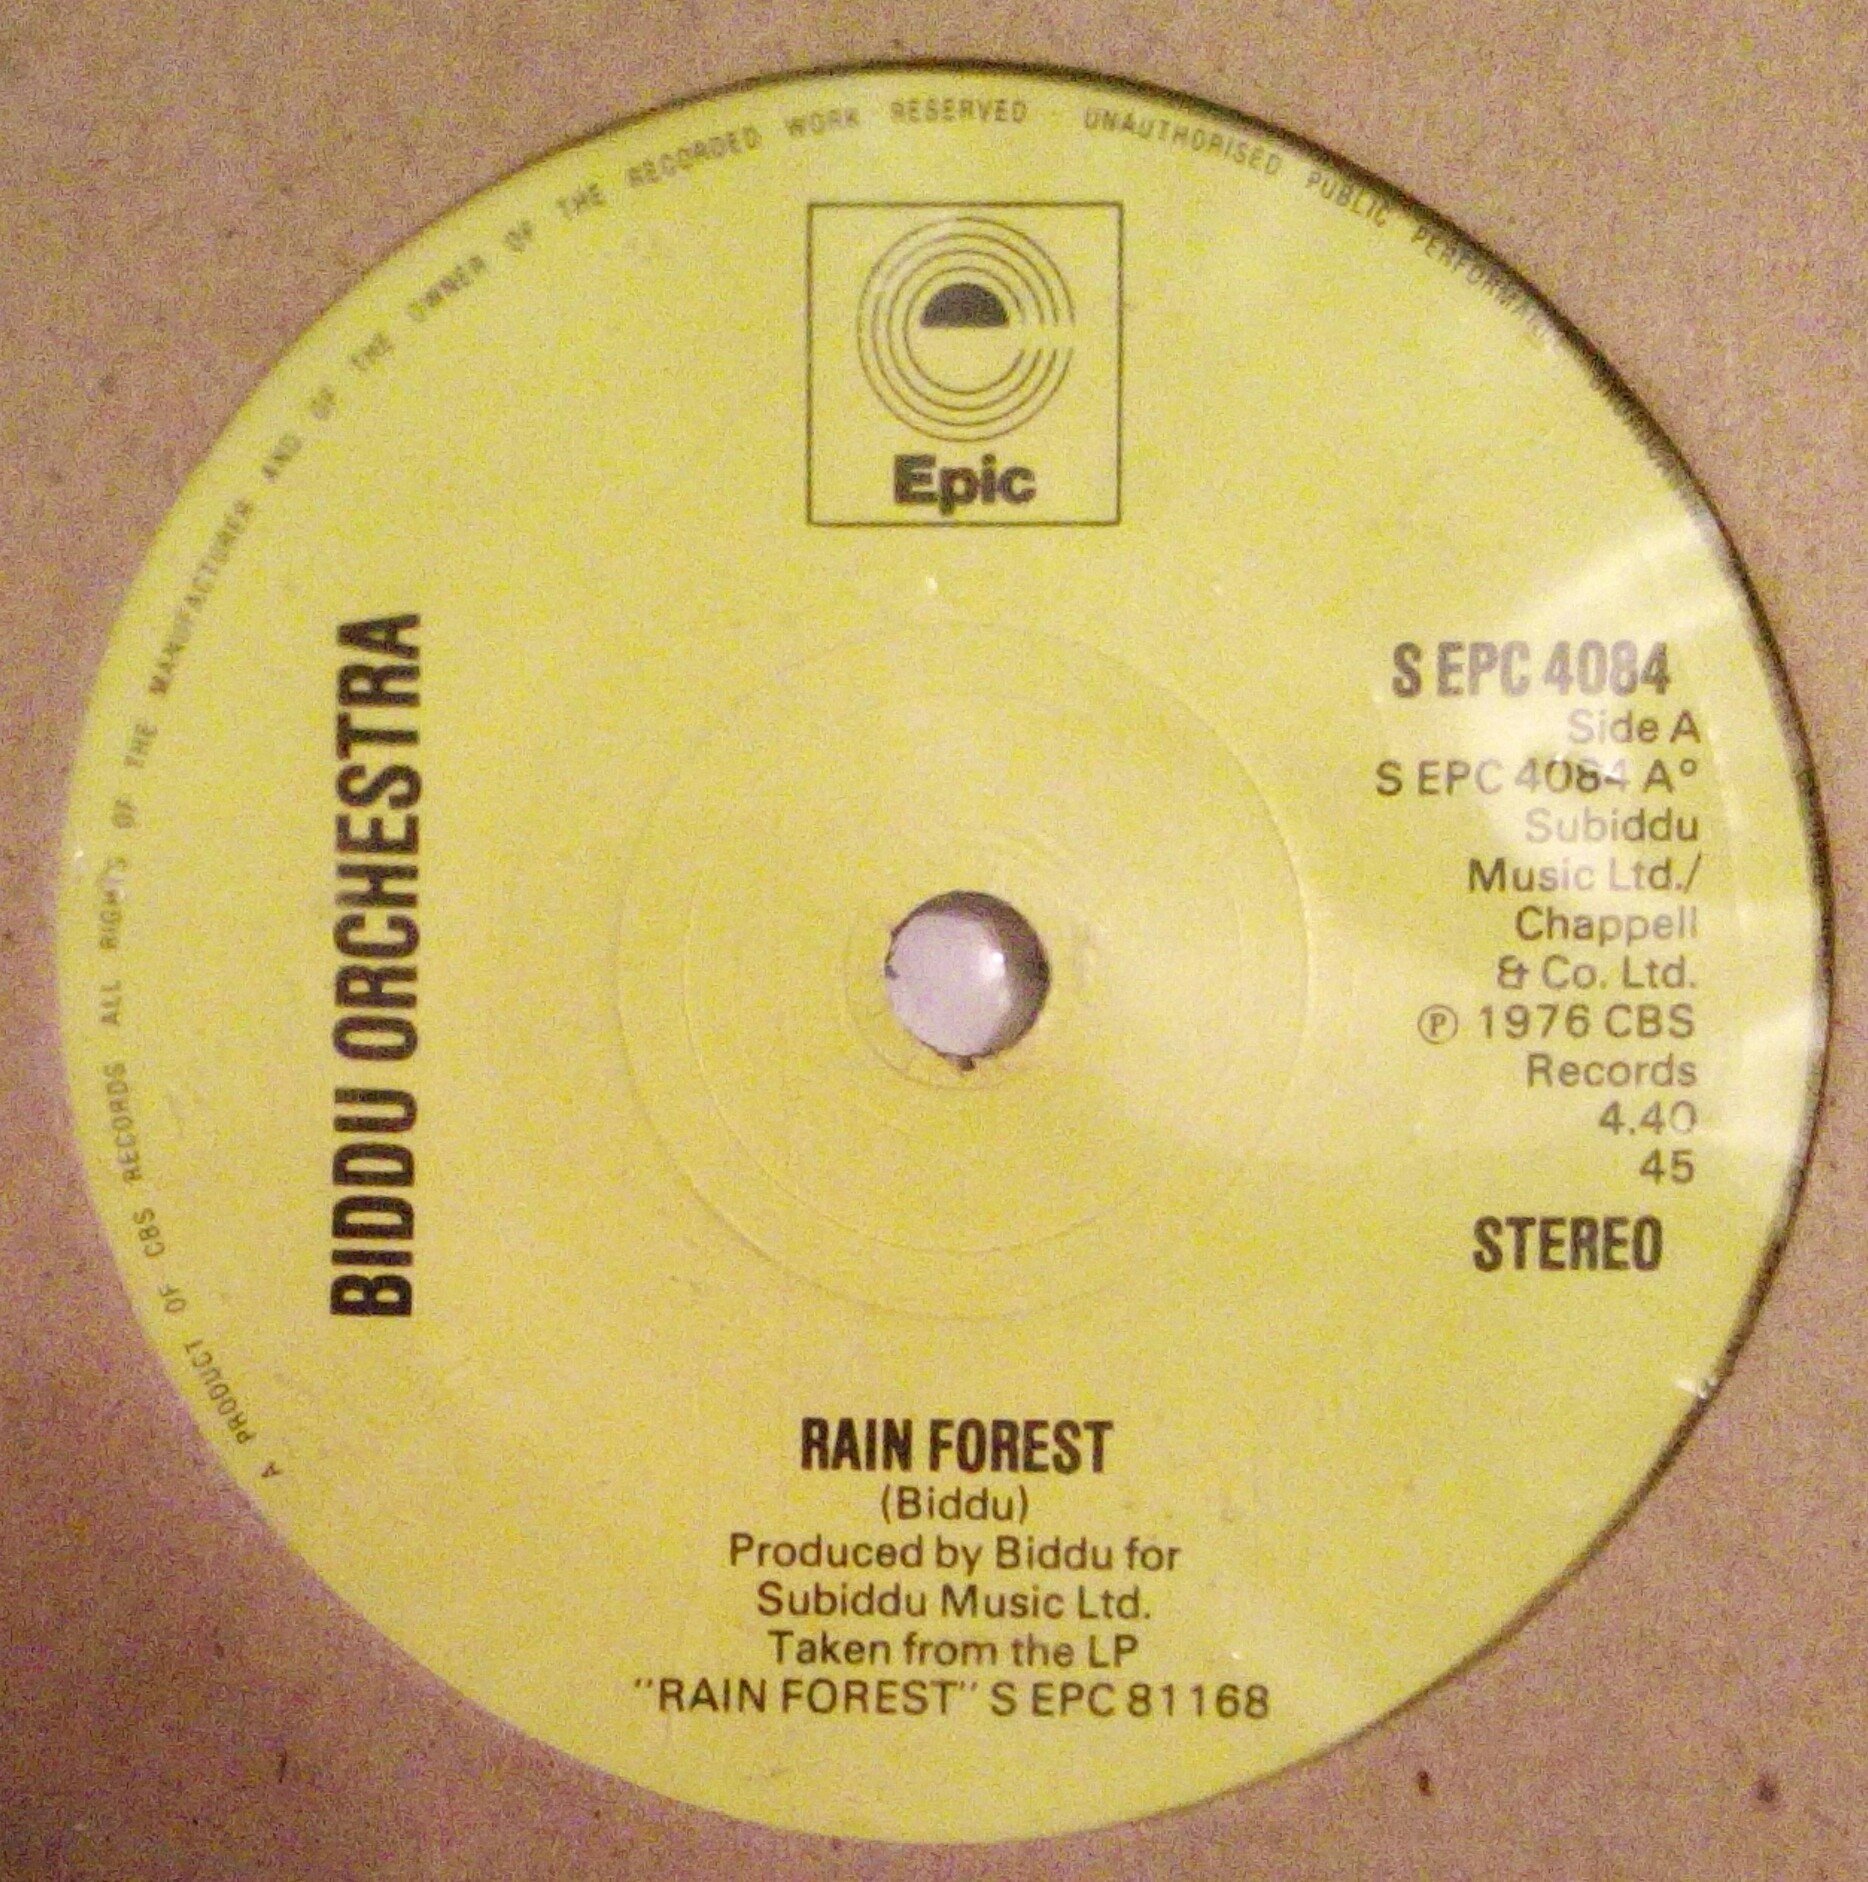 A PRODUCT OF CBS RECORDS ALL RIGHTS OF THE MANUFACTURER AND OF THE OWNER OF THE RECORDED WORK RESERVED UNAUTHORISED PUBLIC PERFORMANCE
Epic
BIDDU ORCHESTRA
S EPC 4084
Side A
S EPC 4084 A°
Subiddu
Music Ltd./
Chappell
& Co. Ltd.
℗ 1976 CBS
Records
4.40
45
STEREO
RAIN FOREST
(Biddu)
Produced by Biddu for
Subiddu Music Ltd.
Taken from the LP
"RAIN FOREST" S EPC 81168